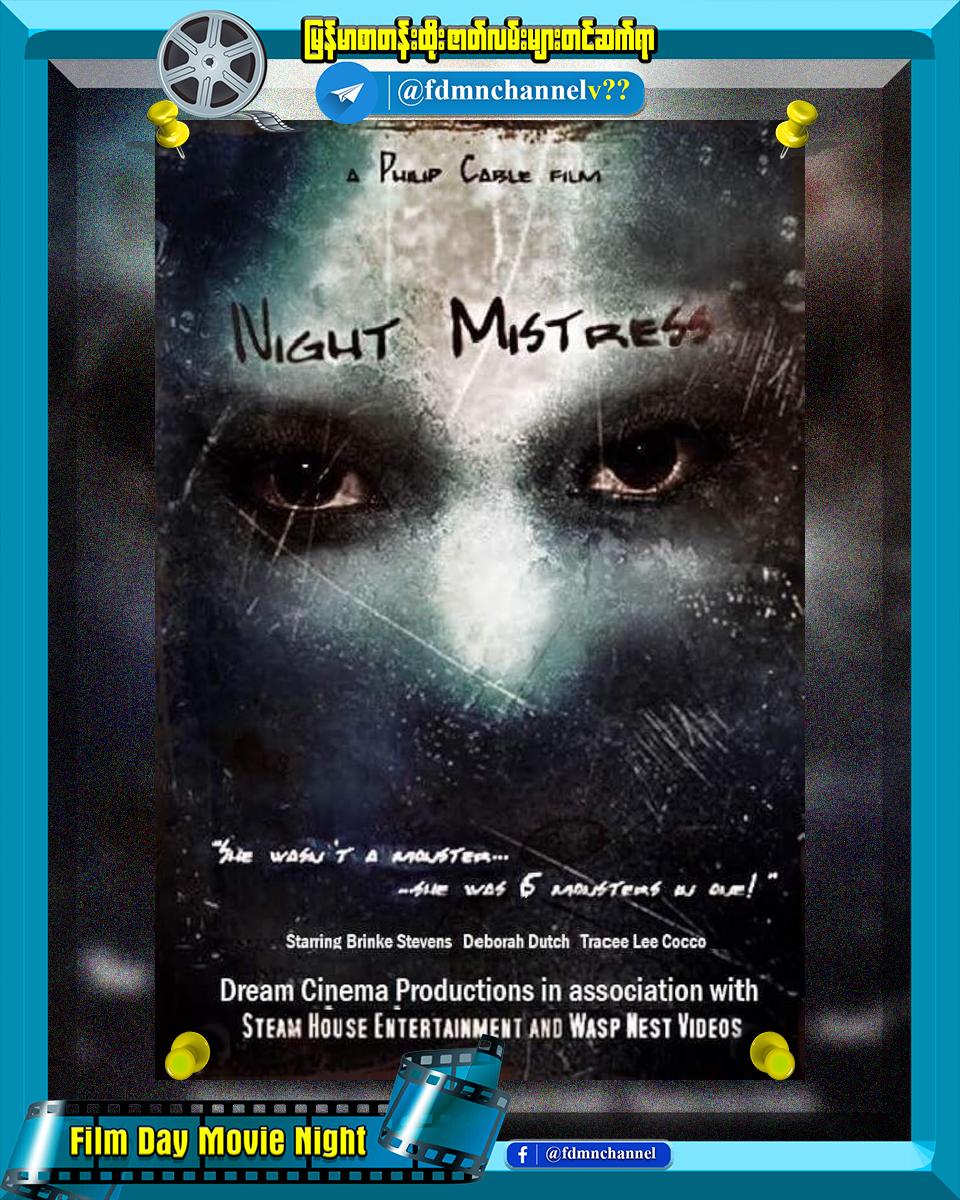 မြန်မာစာတန်းထိုး ဇာတ်လမ်းများတင်ဆက်ရာ
@fdmnchannelv??
A PHILIP CABLE FILM
NIGHT MISTRESS
"SHE WASN'T A MONSTER...
...SHE WAS 6 MONSTERS IN ONE!"
Starring Brinke Stevens Deborah Dutch Tracee Lee Cocco
Dream Cinema Productions in association with
STEAM HOUSE ENTERTAINMENT AND WASP NEST VIDEOS
Film Day Movie Night
f @fdmnchannel